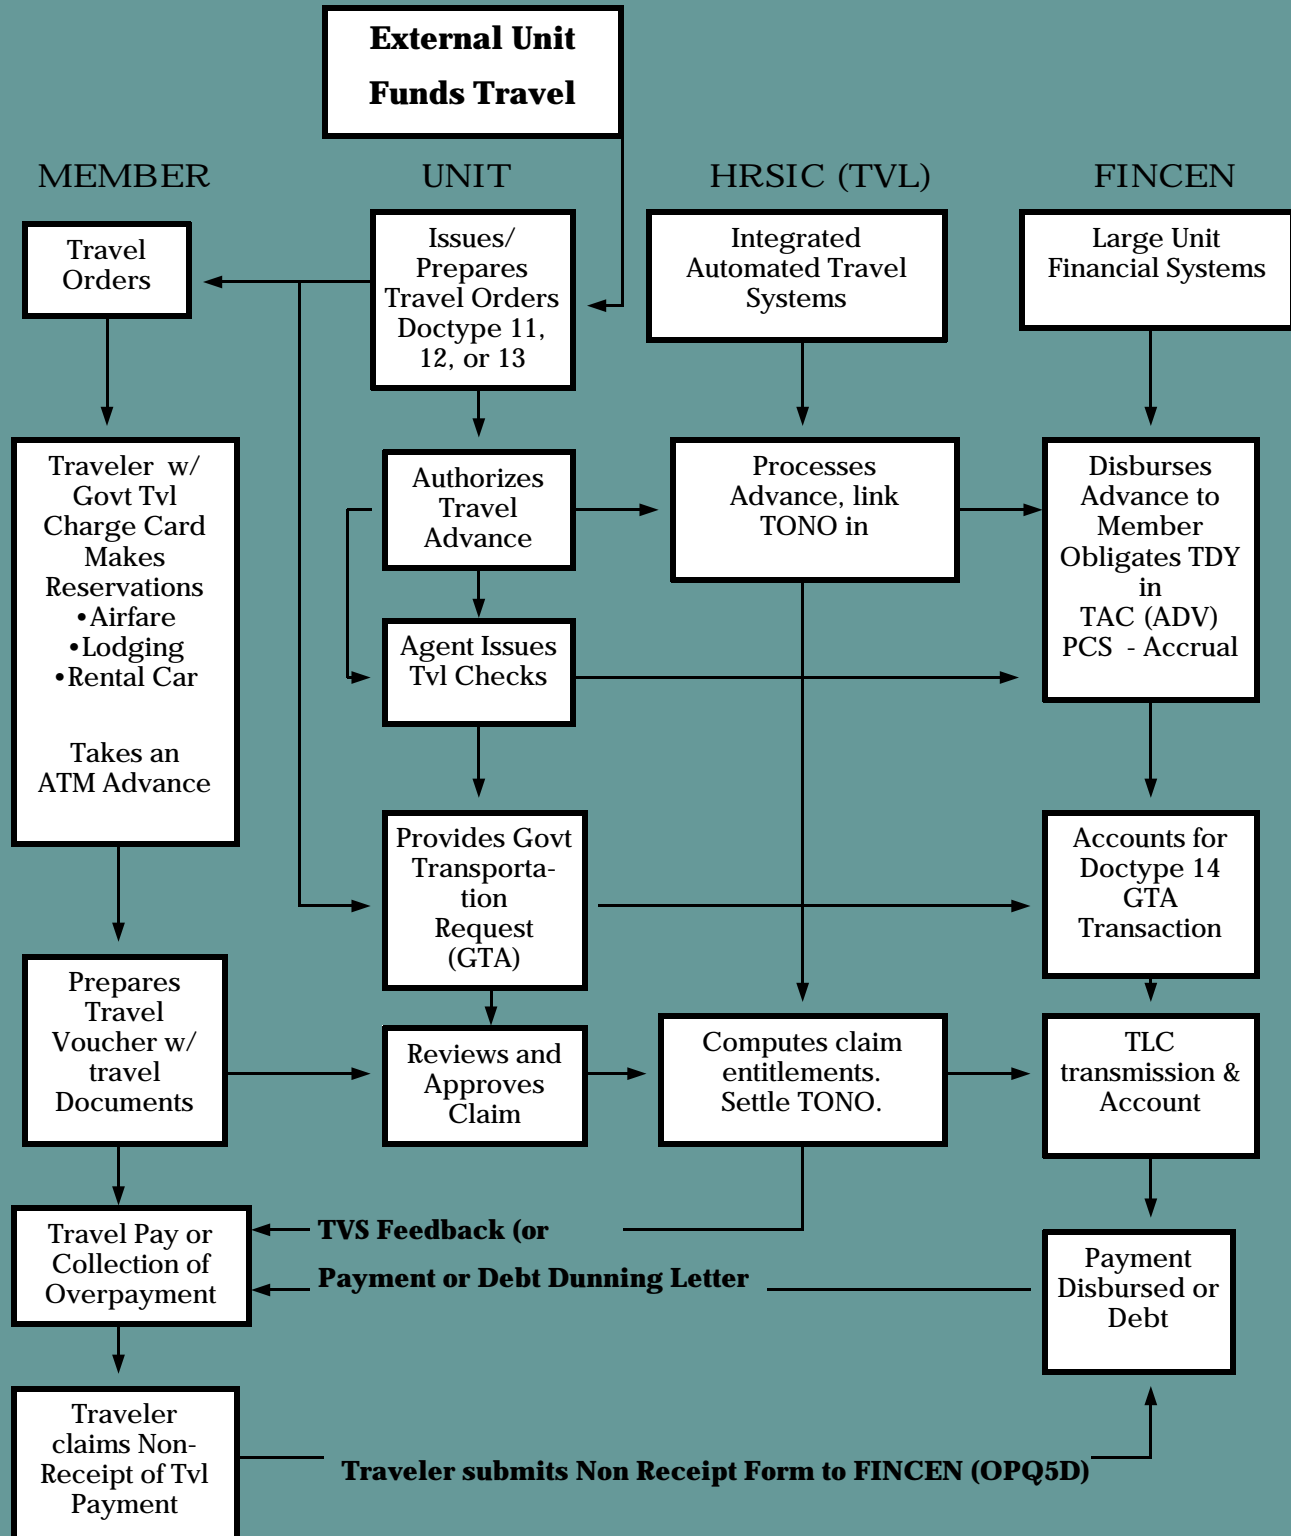 External Unit
Funds Travel
MEMBER
UNIT
HRSIC (TVL)
FINCEN
Travel
Orders
Issues/
Prepares
Travel Orders
Doctype 11,
12, or 13
Integrated
Automated Travel
Systems
Large Unit
Financial Systems
Traveler w/
Govt Tvl
Charge Card
Makes
Reservations
•Airfare
•Lodging
•Rental Car
Takes an
ATM Advance
Authorizes
Travel
Advance
Processes
Advance, link
TONO in
Disburses
Advance to
Member
Obligates TDY
in
TAC (ADV)
PCS - Accrual
Agent Issues
Tvl Checks
Provides Govt
Transporta-
tion
Request
(GTA)
Accounts for
Doctype 14
GTA
Transaction
Prepares
Travel
Voucher w/
travel
Documents
Reviews and
Approves
Claim
Computes claim
entitlements.
Settle TONO.
TLC
transmission &
Account
Travel Pay or
Collection of
Overpayment
TVS Feedback (or
Payment or Debt Dunning Letter
Payment
Disbursed or
Debt
Traveler
claims Non-
Receipt of Tvl
Payment
Traveler submits Non Receipt Form to FINCEN (OPQ5D)